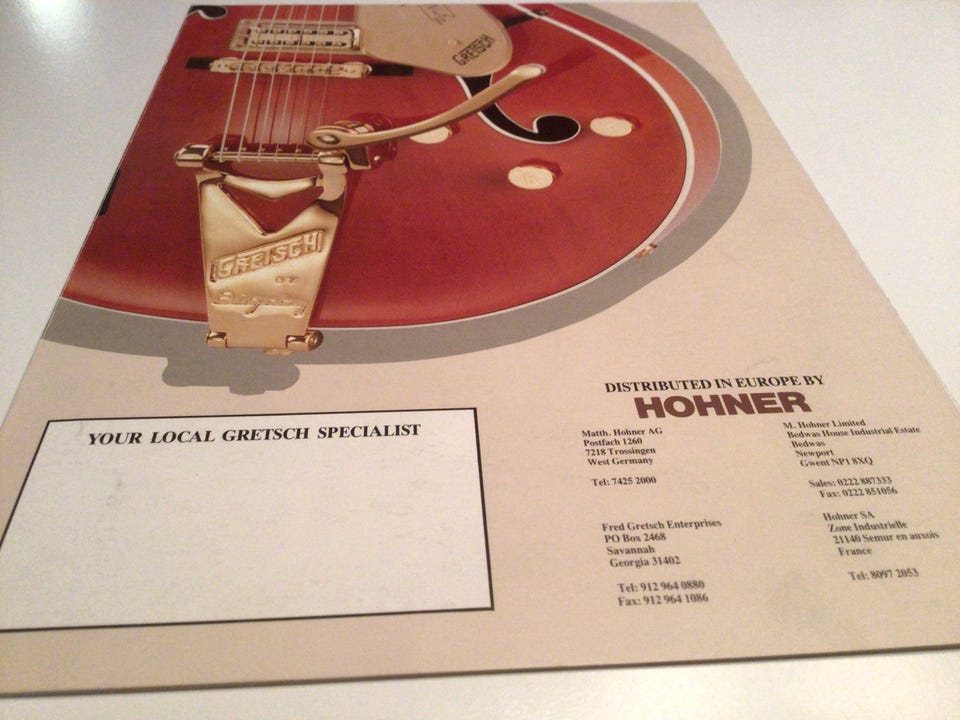 GRETSCH
GRETSCH
BY
Bigsby
YOUR LOCAL GRETSCH SPECIALIST
DISTRIBUTED IN EUROPE BY
HOHNER
Matth. Hohner AG
Postfach 1260
7218 Trossingen
West Germany
Tel: 7425 2000
M. Hohner Limited
Bedwas House Industrial Estate
Bedwas
Newport
Gwent NP1 8XQ
Sales: 0222 887333
Fax: 0222 851056
Fred Gretsch Enterprises
PO Box 2468
Savannah
Georgia 31402
Tel: 912 964 0880
Fax: 912 964 1086
Hohner SA
Zone Industrielle
21140 Semur en auxois
France
Tel: 8097 2053